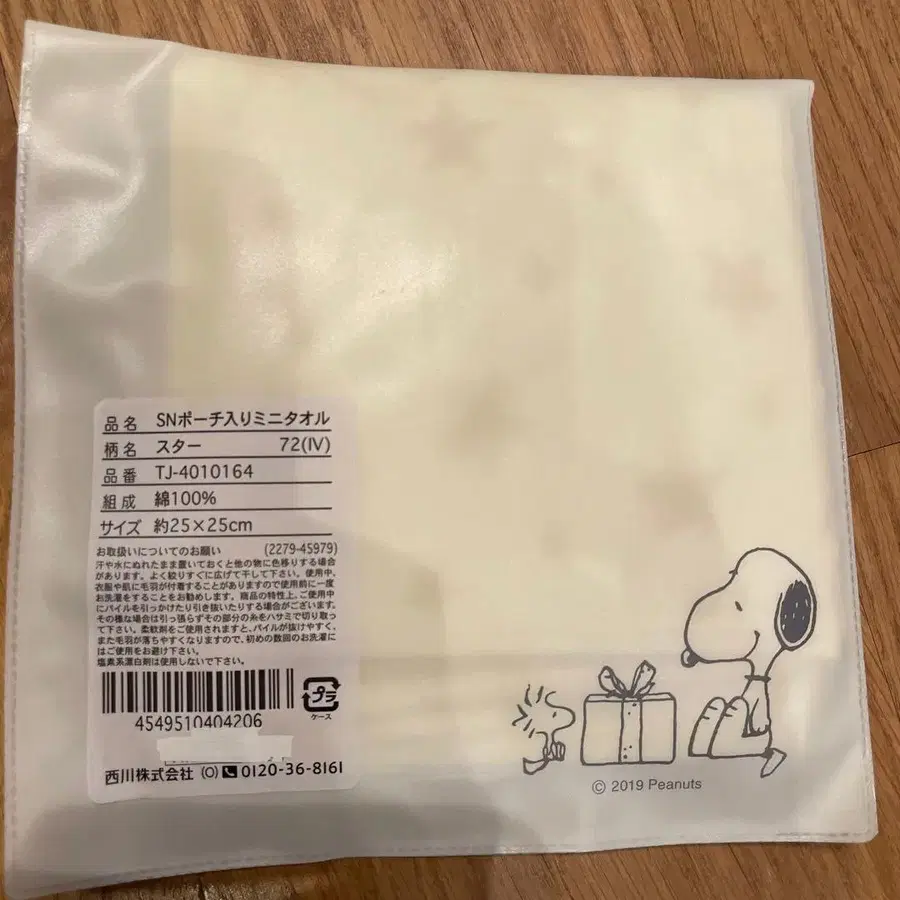 品名 SNポーチ入りミニタオル
柄名 スター 72(Ⅳ)
品番 TJ-4010164
組成 綿100%
サイズ 約25×25cm
お取扱いについてのお願い (2279-45979)
汗や水にぬれたまま置いておくと他の物に色移りする場合
があります。よく絞りすぐに広げて干して下さい。使用中、
衣服や肌に毛羽が付着することがありますので使用前に一度
お洗濯をすることをお勧めします。商品の特性上、ご使用中
にパイルを引っかけたり引き抜いたりする場合がございます。
その様な場合は引っ張らずその部分の糸をハサミで切り取っ
て下さい。柔軟剤をご使用されますと、パイルが抜けやすく、
また毛羽が落ちやすくなりますので、初めの数回のお洗濯に
はご使用をお避け下さい。
塩素系漂白剤は使用しないで下さい。
プラ
ケース
4549510404206
西川株式会社 (O) 0120-36-8161
© 2019 Peanuts